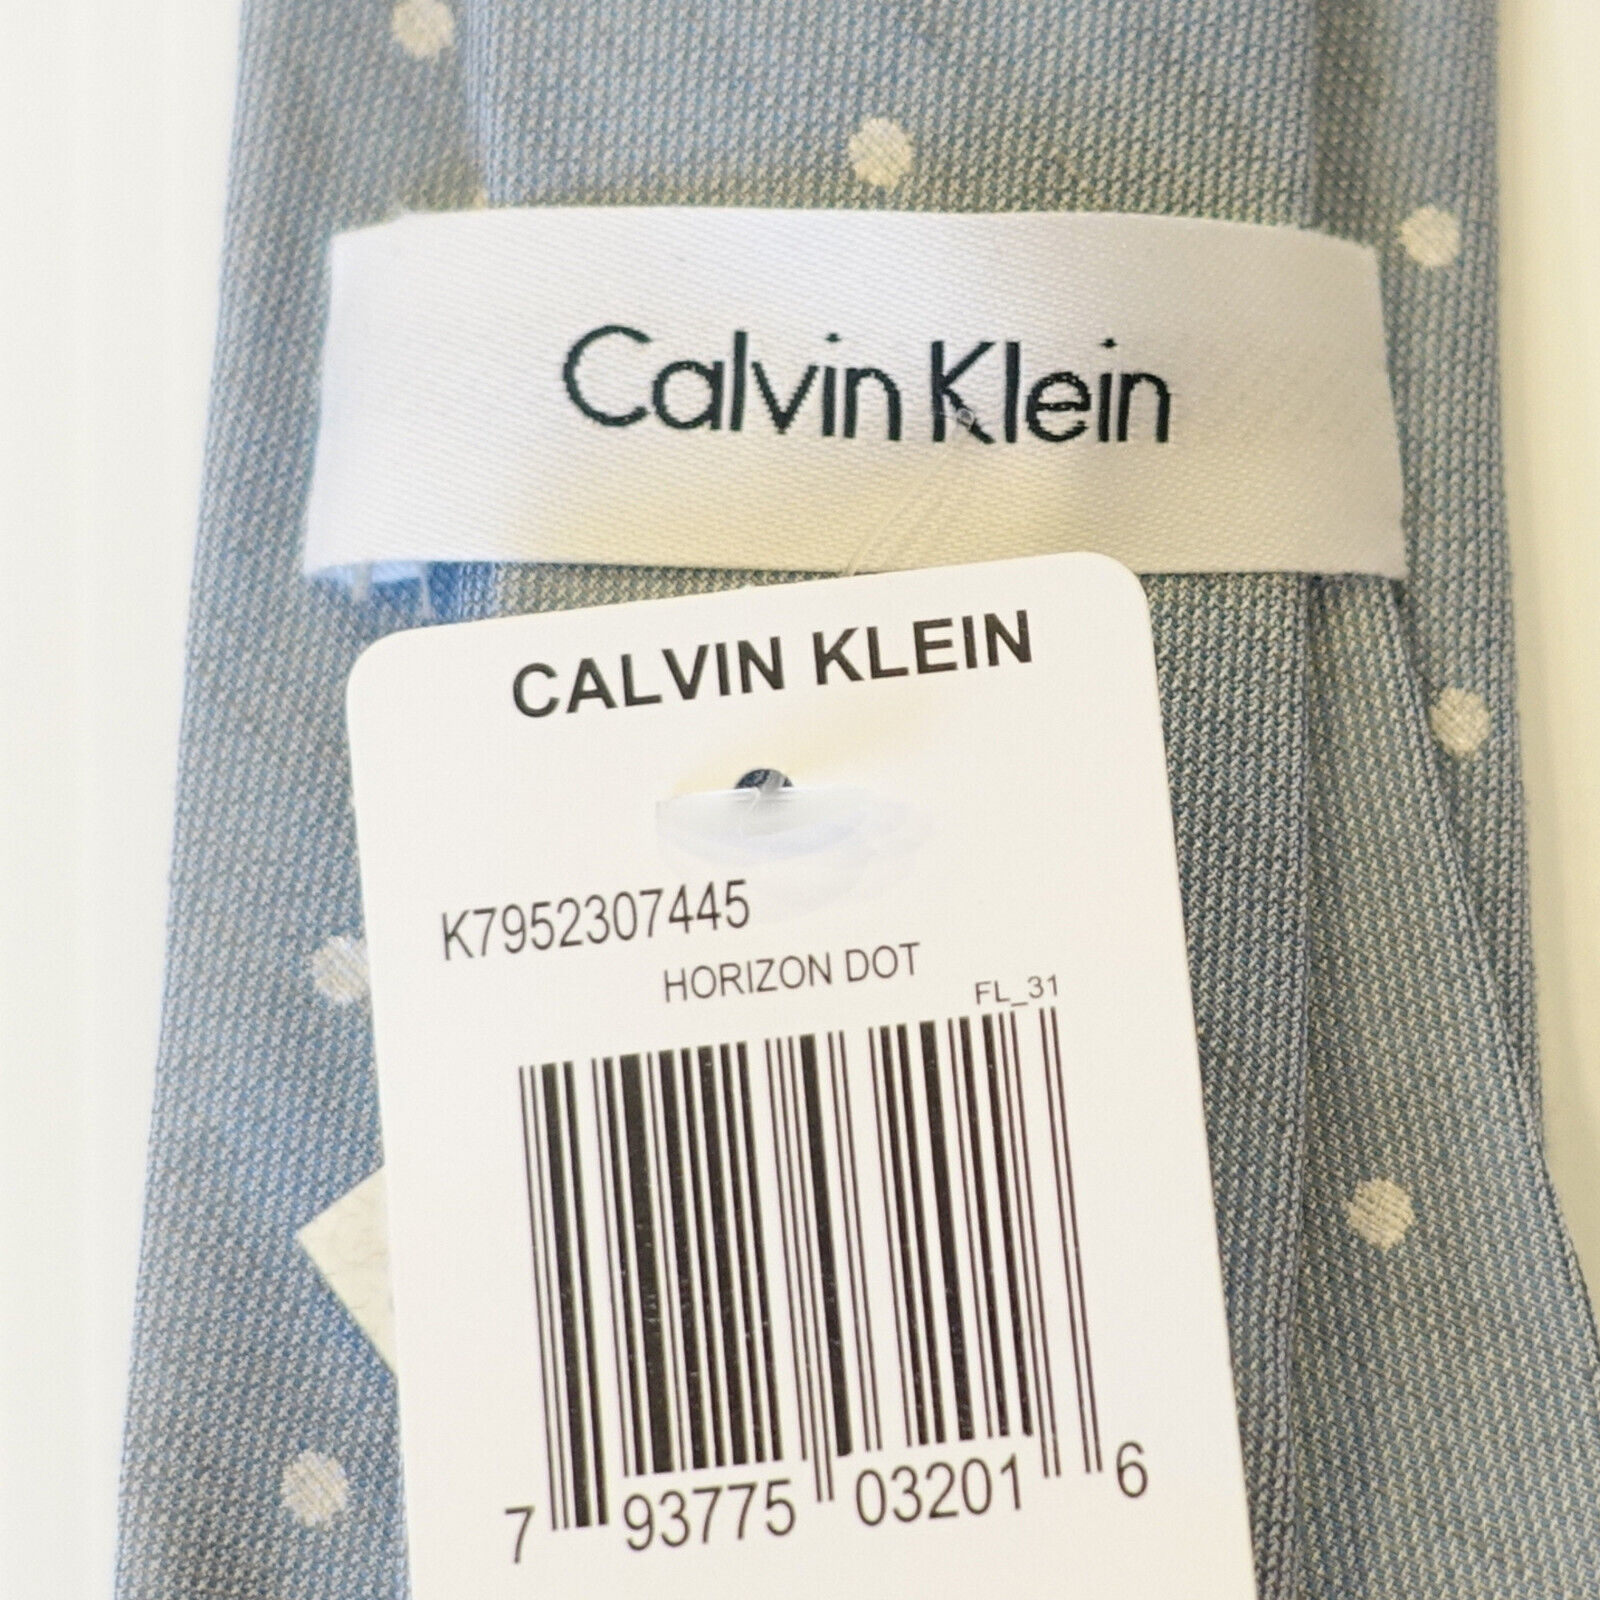 Calvin Klein
CALVIN KLEIN
K7952307445
HORIZON DOT
FL_31
7 93775 03201 6